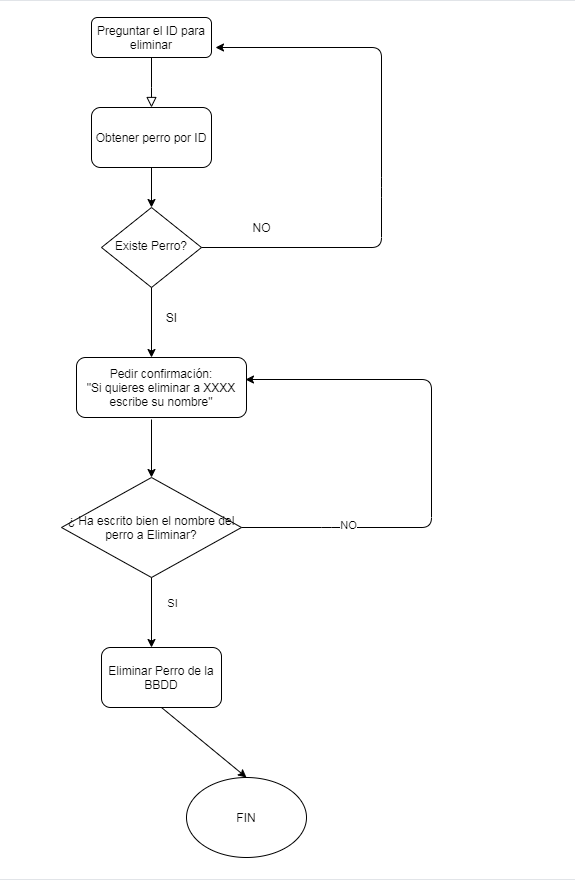 Preguntar el ID para
eliminar
Obtener perro por ID
Existe Perro?
NO
SI
Pedir confirmación:
"Si quieres eliminar a XXXX
escribe su nombre"
¿ Ha escrito bien el nombre del
perro a Eliminar?
NO
SI
Eliminar Perro de la
BBDD
FIN